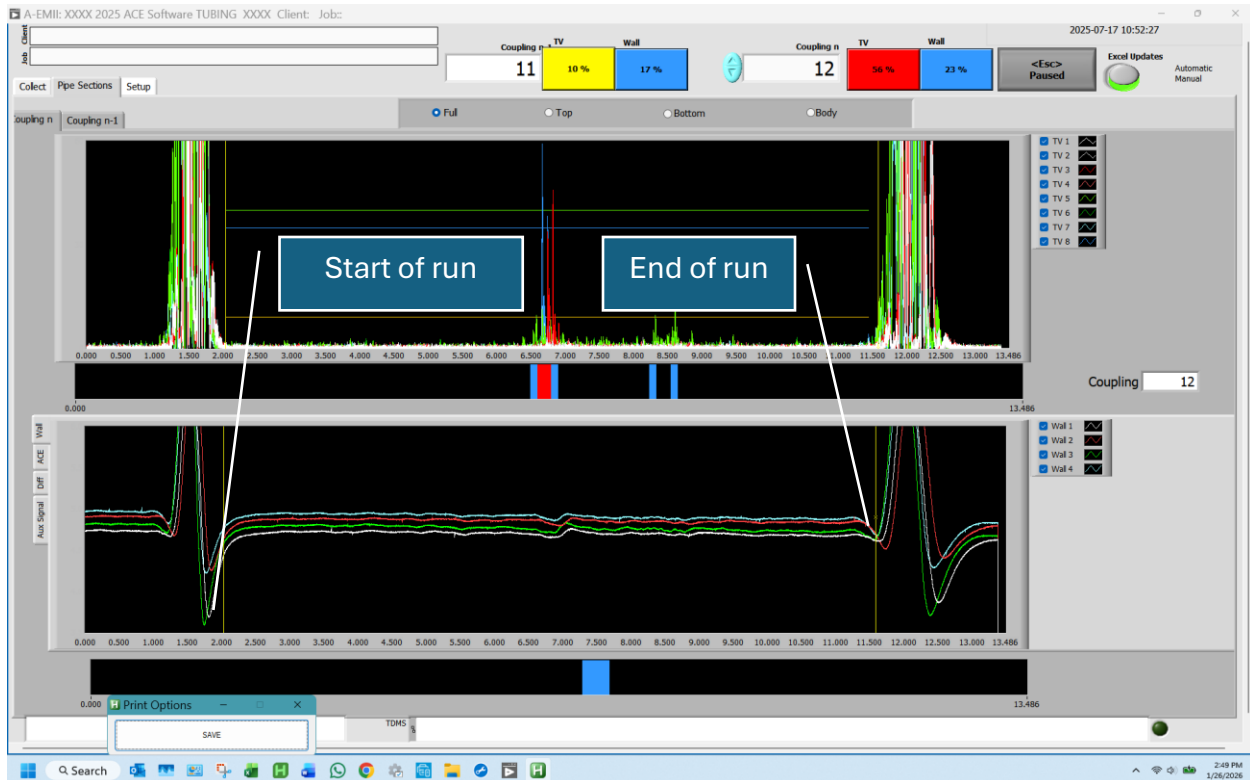 A-EMII: XXXX 2025 ACE Software TUBING XXXX Client: Job::
2025-07-17 10:52:27
Client
Job
Coupling n-1 TV Wall
11 10 % 17 %
Coupling n TV Wall
12 56 % 23 %
<Esc>
Paused
Excel Updates
Automatic
Manual
Collect Pipe Sections Setup
Full Top Bottom Body
Coupling n Coupling n-1
TV 1
TV 2
TV 3
TV 4
TV 5
TV 6
TV 7
TV 8
Start of run
End of run
0.000 0.500 1.000 1.500 2.000 2.500 3.000 3.500 4.000 4.500 5.000 5.500 6.000 6.500 7.000 7.500 8.000 8.500 9.000 9.500 10.000 10.500 11.000 11.500 12.000 12.500 13.000 13.486
Coupling 12
0.000 13.486
Wall
ACE
Diff
Aux Signal
Wall 1
Wall 2
Wall 3
Wall 4
0.000 0.500 1.000 1.500 2.000 2.500 3.000 3.500 4.000 4.500 5.000 5.500 6.000 6.500 7.000 7.500 8.000 8.500 9.000 9.500 10.000 10.500 11.000 11.500 12.000 12.500 13.000 13.486
0.000 13.486
Print Options
SAVE
TDMS
Search
2:49 PM
1/26/2026